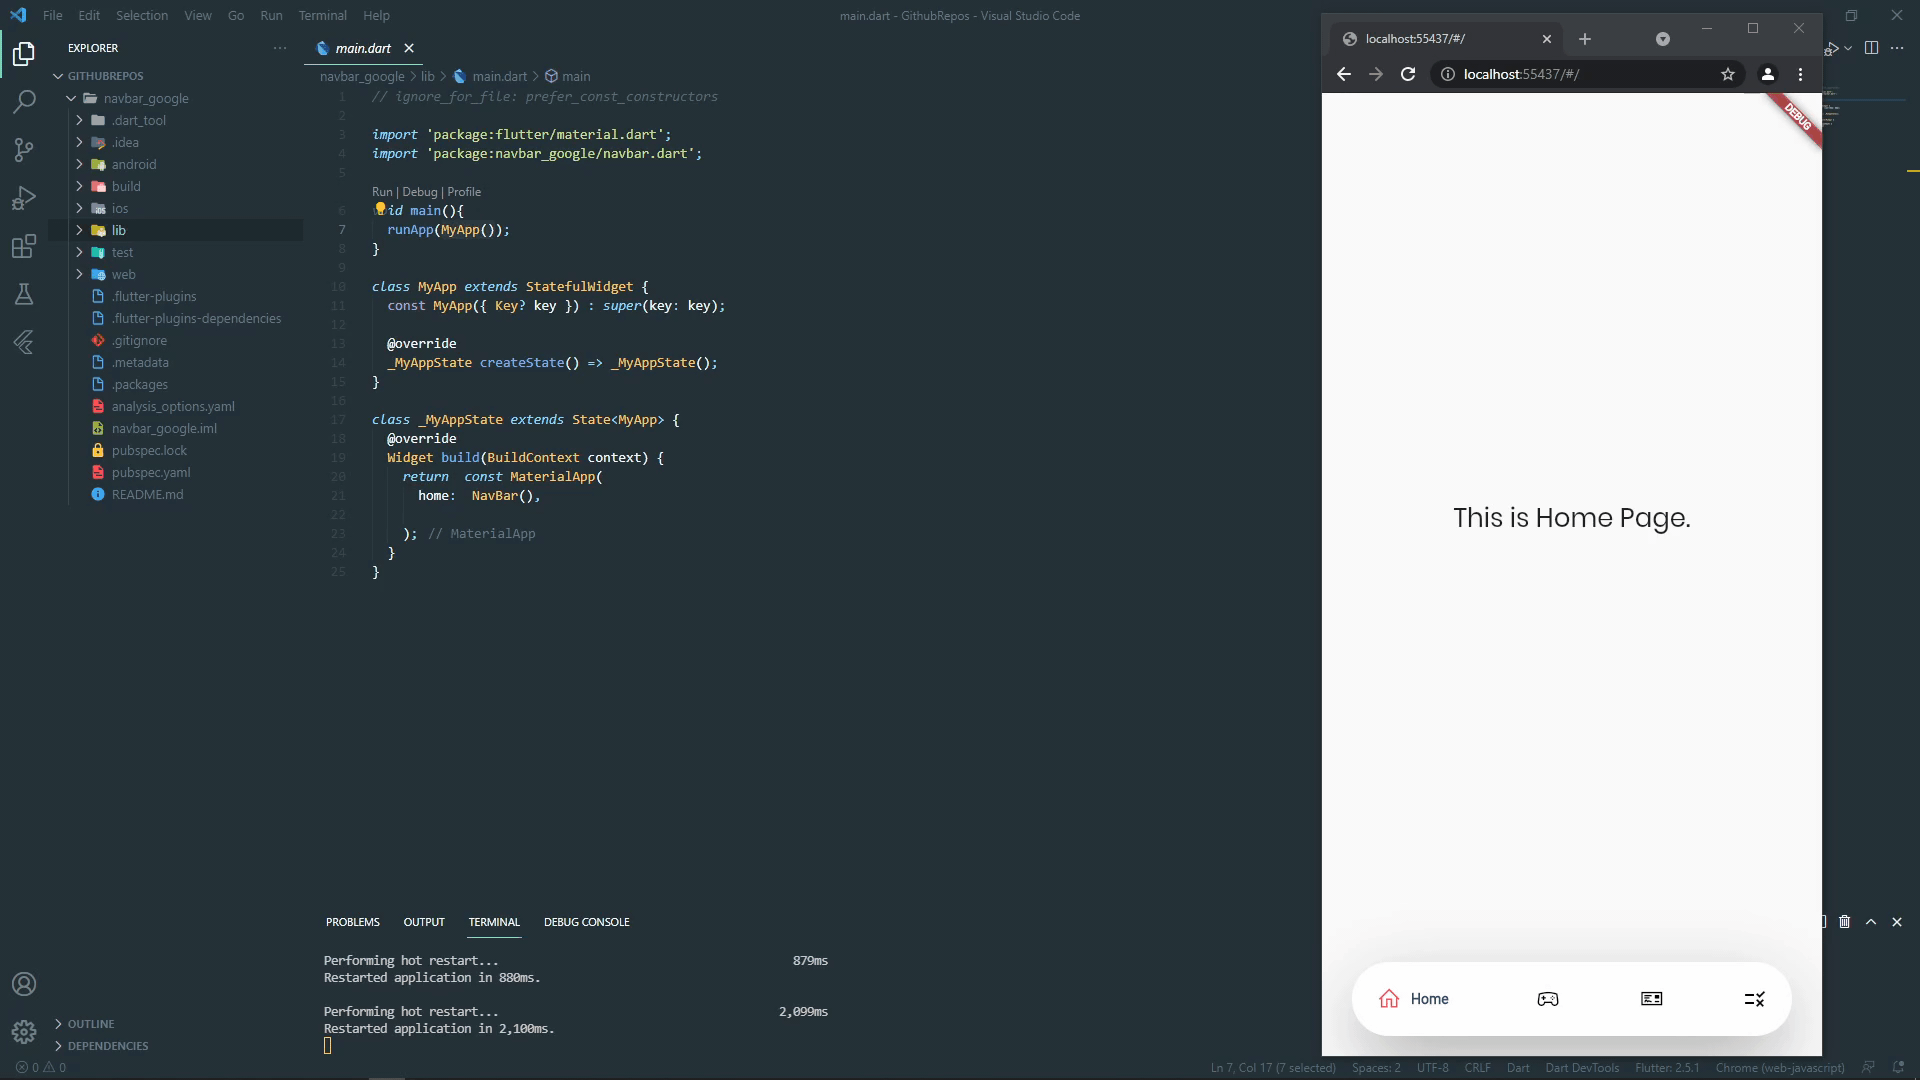 File Edit Selection View Go Run Terminal Help
main.dart - GithubRepos - Visual Studio Code
EXPLORER
GITHUBREPOS
navbar_google
.dart_tool
.idea
android
build
ios
lib
test
web
.flutter-plugins
.flutter-plugins-dependencies
.gitignore
.metadata
.packages
analysis_options.yaml
navbar_google.iml
pubspec.lock
pubspec.yaml
README.md
OUTLINE
DEPENDENCIES
main.dart
navbar_google > lib > main.dart > main
1 // ignore_for_file: prefer_const_constructors
2
3 import 'package:flutter/material.dart';
4 import 'package:navbar_google/navbar.dart';
5
Run | Debug | Profile
6 id main(){
7 runApp(MyApp());
8 }
9
10 class MyApp extends StatefulWidget {
11 const MyApp({ Key? key }) : super(key: key);
12
13 @override
14 _MyAppState createState() => _MyAppState();
15 }
16
17 class _MyAppState extends State<MyApp> {
18 @override
19 Widget build(BuildContext context) {
20 return const MaterialApp(
21 home: NavBar(),
22
23 ); // MaterialApp
24 }
25 }
PROBLEMS OUTPUT TERMINAL DEBUG CONSOLE
Performing hot restart... 879ms
Restarted application in 880ms.
Performing hot restart... 2,099ms
Restarted application in 2,100ms.
localhost:55437/#/
localhost:55437/#/
DEBUG
This is Home Page.
Home
0 0
Ln 7, Col 17 (7 selected) Spaces: 2 UTF-8 CRLF Dart Dart DevTools Flutter: 2.5.1 Chrome (web-javascript)